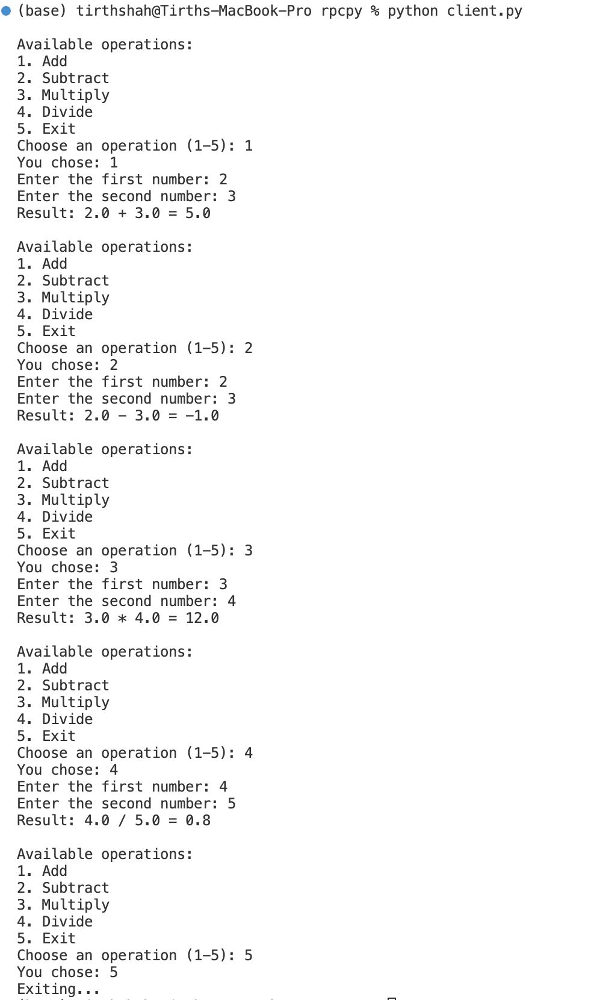 (base) tirthshah@Tirths-MacBook-Pro rpcpy % python client.py
Available operations:
1. Add
2. Subtract
3. Multiply
4. Divide
5. Exit
Choose an operation (1-5): 1
You chose: 1
Enter the first number: 2
Enter the second number: 3
Result: 2.0 + 3.0 = 5.0
Available operations:
1. Add
2. Subtract
3. Multiply
4. Divide
5. Exit
Choose an operation (1-5): 2
You chose: 2
Enter the first number: 2
Enter the second number: 3
Result: 2.0 - 3.0 = -1.0
Available operations:
1. Add
2. Subtract
3. Multiply
4. Divide
5. Exit
Choose an operation (1-5): 3
You chose: 3
Enter the first number: 3
Enter the second number: 4
Result: 3.0 * 4.0 = 12.0
Available operations:
1. Add
2. Subtract
3. Multiply
4. Divide
5. Exit
Choose an operation (1-5): 4
You chose: 4
Enter the first number: 4
Enter the second number: 5
Result: 4.0 / 5.0 = 0.8
Available operations:
1. Add
2. Subtract
3. Multiply
4. Divide
5. Exit
Choose an operation (1-5): 5
You chose: 5
Exiting...